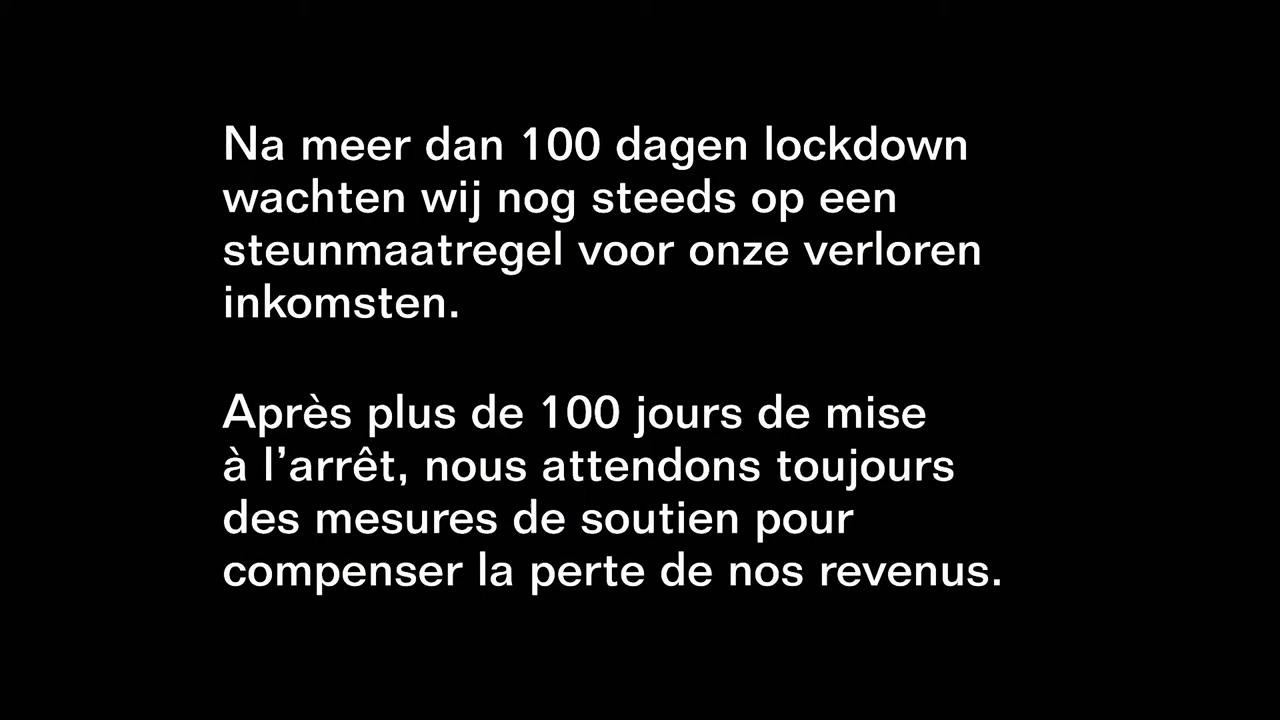 Na meer dan 100 dagen lockdown
wachten wij nog steeds op een
steunmaatregel voor onze verloren
inkomsten.
Après plus de 100 jours de mise
à l’arrêt, nous attendons toujours
des mesures de soutien pour
compenser la perte de nos revenus.